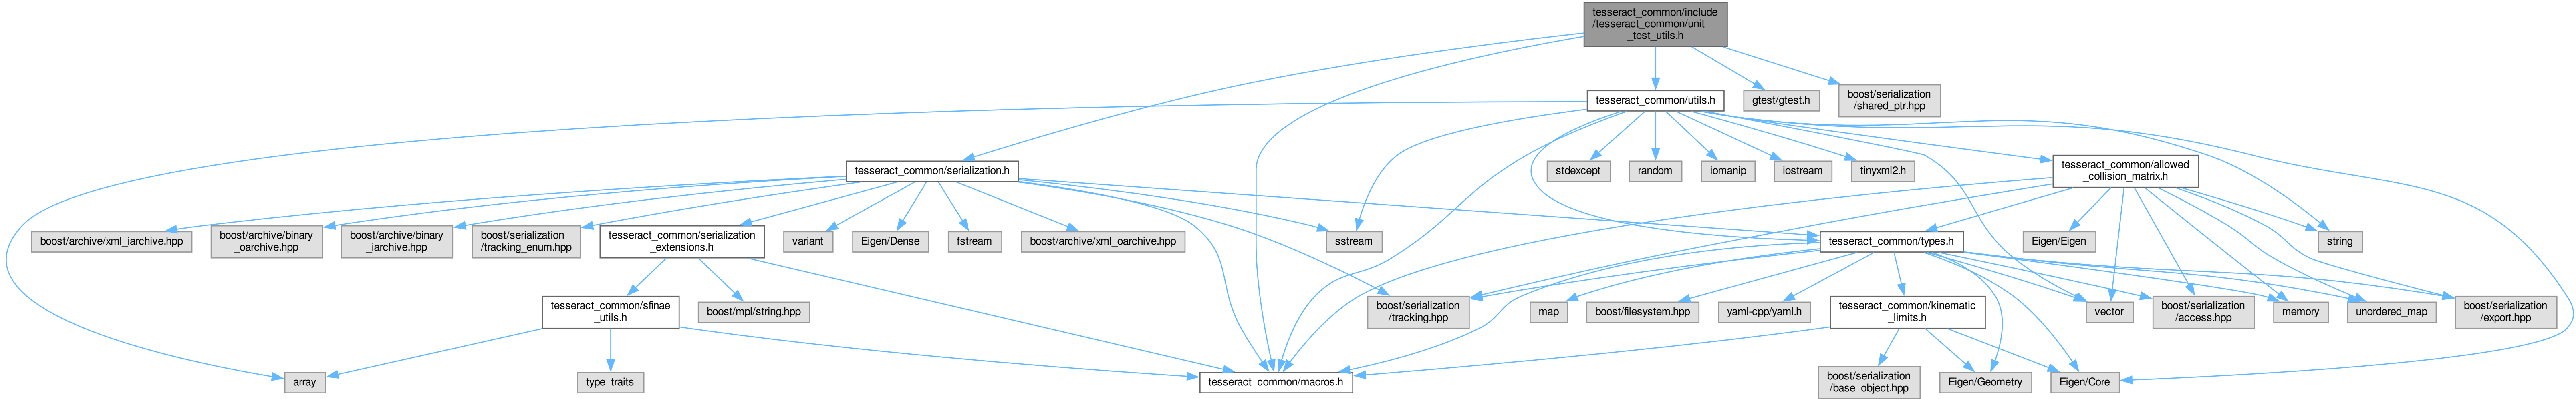 tesseract_common/include
/tesseract_common/unit
_test_utils.h
tesseract_common/utils.h
gtest/gtest.h
boost/serialization
/shared_ptr.hpp
tesseract_common/serialization.h
stdexcept
random
iomanip
iostream
tinyxml2.h
tesseract_common/allowed
_collision_matrix.h
boost/archive/xml_iarchive.hpp
boost/archive/binary
_oarchive.hpp
boost/archive/binary
_iarchive.hpp
boost/serialization
/tracking_enum.hpp
tesseract_common/serialization
_extensions.h
variant
Eigen/Dense
fstream
boost/archive/xml_oarchive.hpp
sstream
tesseract_common/types.h
Eigen/Eigen
string
tesseract_common/sfinae
_utils.h
boost/mpl/string.hpp
boost/serialization
/tracking.hpp
map
boost/filesystem.hpp
yaml-cpp/yaml.h
tesseract_common/kinematic
_limits.h
vector
boost/serialization
/access.hpp
memory
unordered_map
boost/serialization
/export.hpp
array
type_traits
tesseract_common/macros.h
boost/serialization
/base_object.hpp
Eigen/Geometry
Eigen/Core